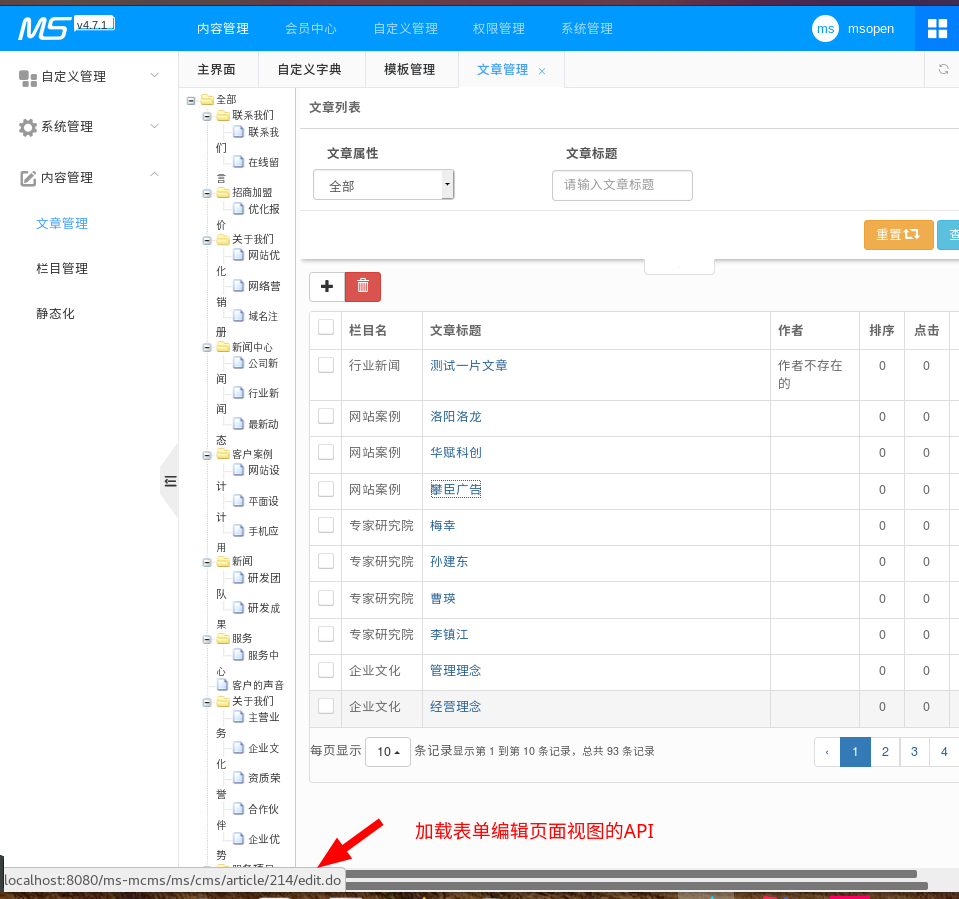 MS v4.7.1
内容管理 会员中心 自定义管理 权限管理 系统管理 ms msopen
自定义管理
系统管理
内容管理
文章管理
栏目管理
静态化
主界面 自定义字典 模板管理 文章管理 ×
全部
联系我们
联系我
们
在线留
言
招商加盟
优化报
价
关于我们
网站优
化
网络营
销
域名注
册
新闻中心
公司新
闻
行业新
闻
最新动
态
客户案例
网站设
计
平面设
计
手机应
用
新闻
研发团
队
研发成
果
服务
服务中
心
客户的声音
关于我们
主营业
务
企业文
化
资质荣
誉
合作伙
伴
企业优
势
文章列表
文章属性 文章标题
全部 请输入文章标题
重置 查
栏目名 文章标题 作者 排序 点击
行业新闻 测试一片文章 作者不存在
的 0 0
网站案例 洛阳洛龙 0 0
网站案例 华赋科创 0 0
网站案例 攀臣广告 0 0
专家研究院 梅幸 0 0
专家研究院 孙建东 0 0
专家研究院 曹瑛 0 0
专家研究院 李镇江 0 0
企业文化 管理理念 0 0
企业文化 经营理念 0 0
每页显示 10 条记录显示第 1 到第 10 条记录，总共 93 条记录 ‹ 1 2 3 4
加载表单编辑页面视图的API
localhost:8080/ms-mcms/ms/cms/article/214/edit.do